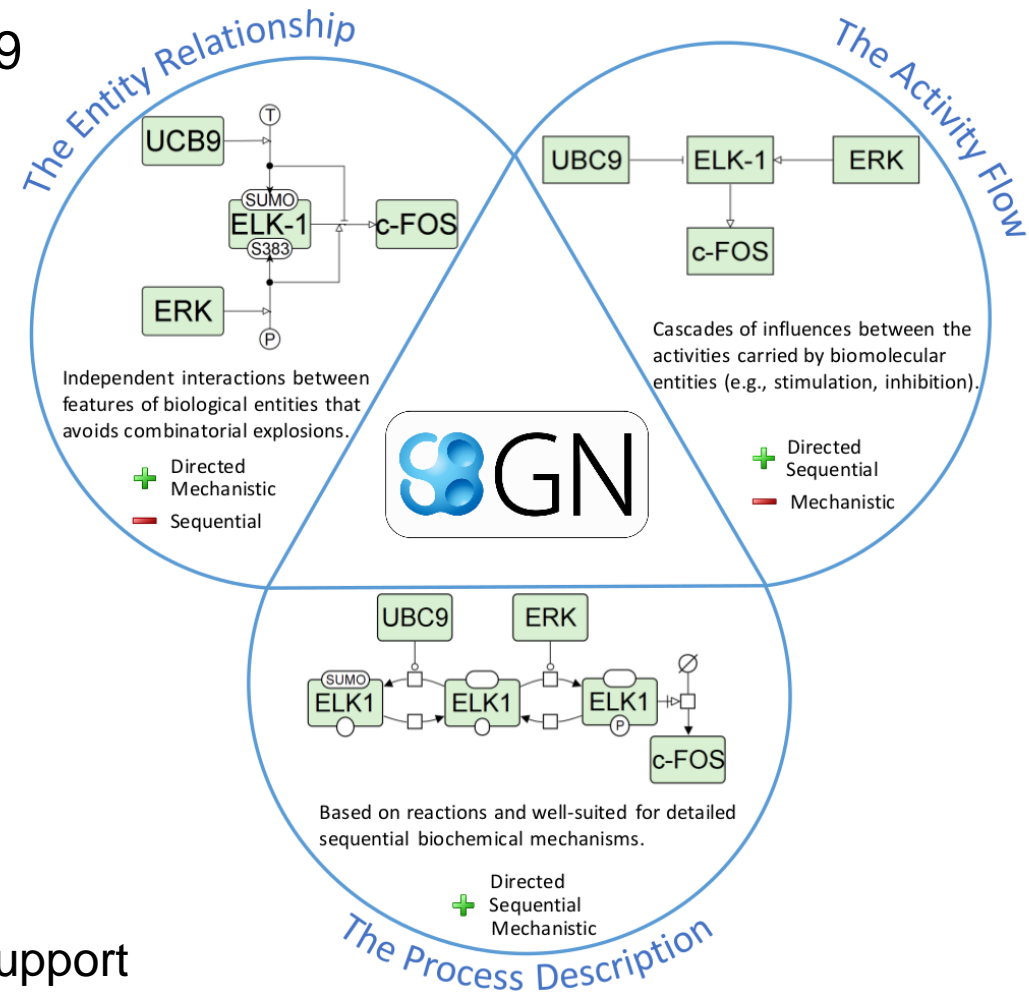 9
The Entity Relationship
T
UCB9
SUMO
ELK-1
S383
c-FOS
ERK
P
Independent interactions between
features of biological entities that
avoids combinatorial explosions.
Directed
Mechanistic
Sequential
The Activity Flow
UBC9
ELK-1
ERK
c-FOS
Cascades of influences between the
activities carried by biomolecular
entities (e.g., stimulation, inhibition).
Directed
Sequential
Mechanistic
SBGN
UBC9
ERK
SUMO
ELK1
ELK1
ELK1
P
∅
c-FOS
Based on reactions and well-suited for detailed
sequential biochemical mechanisms.
Directed
Sequential
Mechanistic
The Process Description
upport